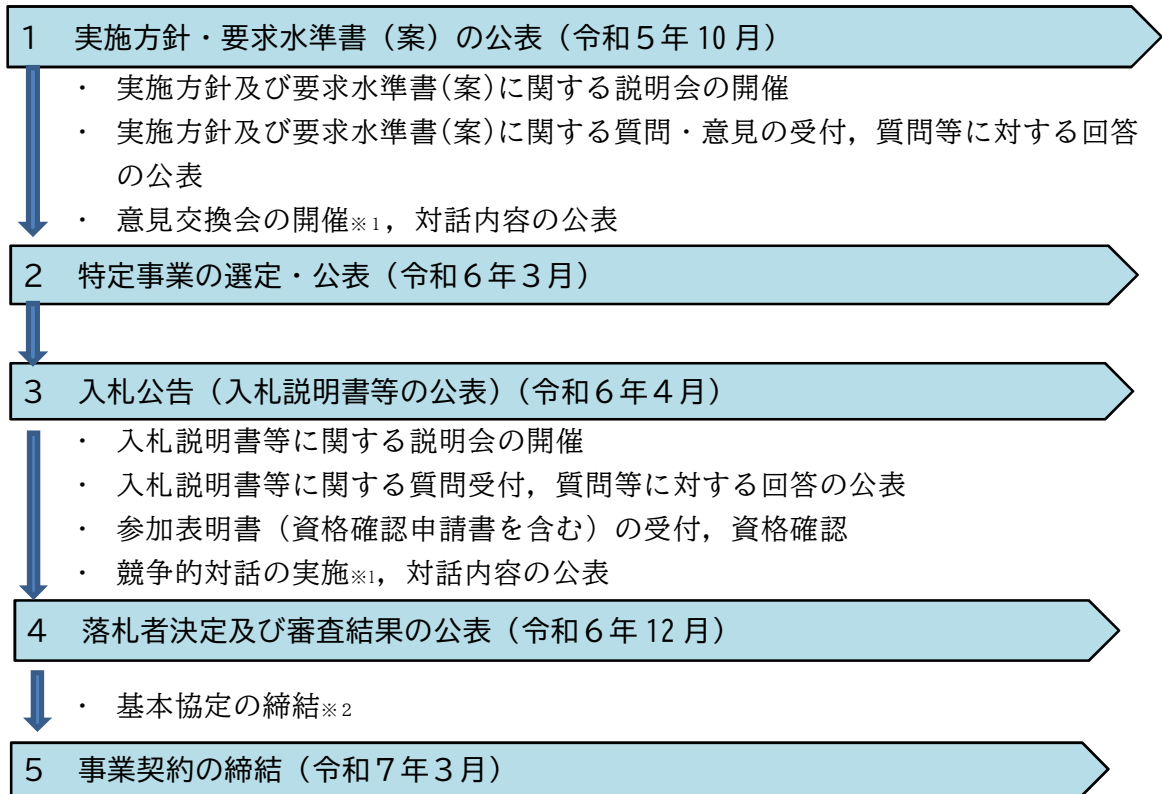 １　実施方針・要求水準書（案）の公表（令和５年10月）
・ 実施方針及び要求水準書(案)に関する説明会の開催
・ 実施方針及び要求水準書(案)に関する質問・意見の受付，質問等に対する回答
の公表
・ 意見交換会の開催※1，対話内容の公表
２　特定事業の選定・公表（令和６年３月）
３　入札公告（入札説明書等の公表）（令和６年４月）
・ 入札説明書等に関する説明会の開催
・ 入札説明書等に関する質問受付，質問等に対する回答の公表
・ 参加表明書（資格確認申請書を含む）の受付，資格確認
・ 競争的対話の実施※1，対話内容の公表
４　落札者決定及び審査結果の公表（令和６年12月）
・ 基本協定の締結※2
５　事業契約の締結（令和７年３月）